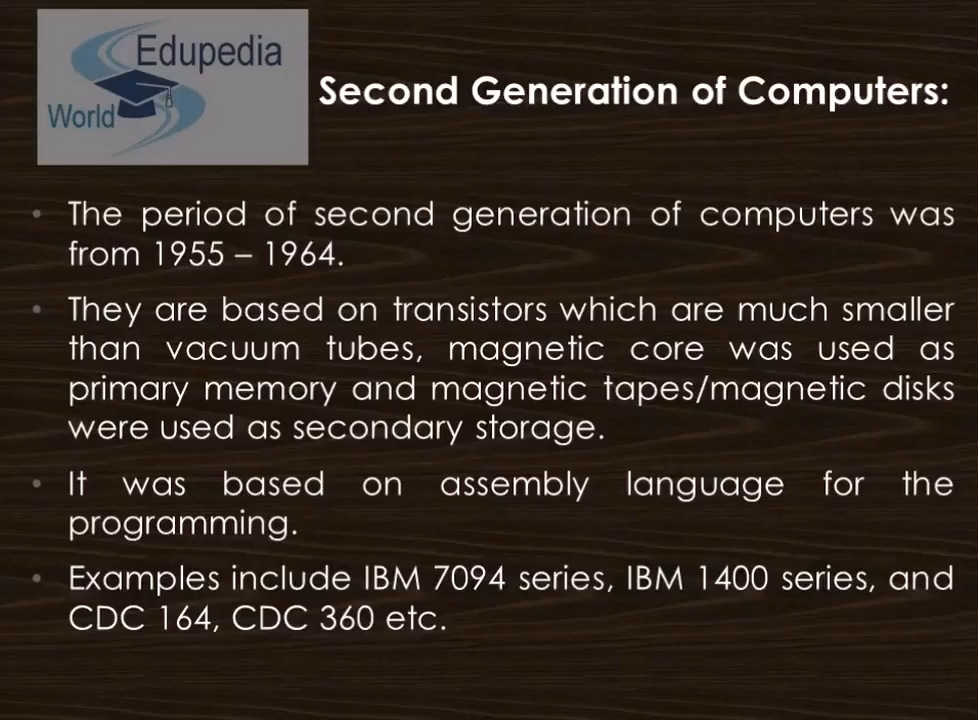 Edupedia
World
Second Generation of Computers:
• The period of second generation of computers was
from 1955 – 1964.
• They are based on transistors which are much smaller
than vacuum tubes, magnetic core was used as
primary memory and magnetic tapes/magnetic disks
were used as secondary storage.
• It was based on assembly language for the
programming.
• Examples include IBM 7094 series, IBM 1400 series, and
CDC 164, CDC 360 etc.